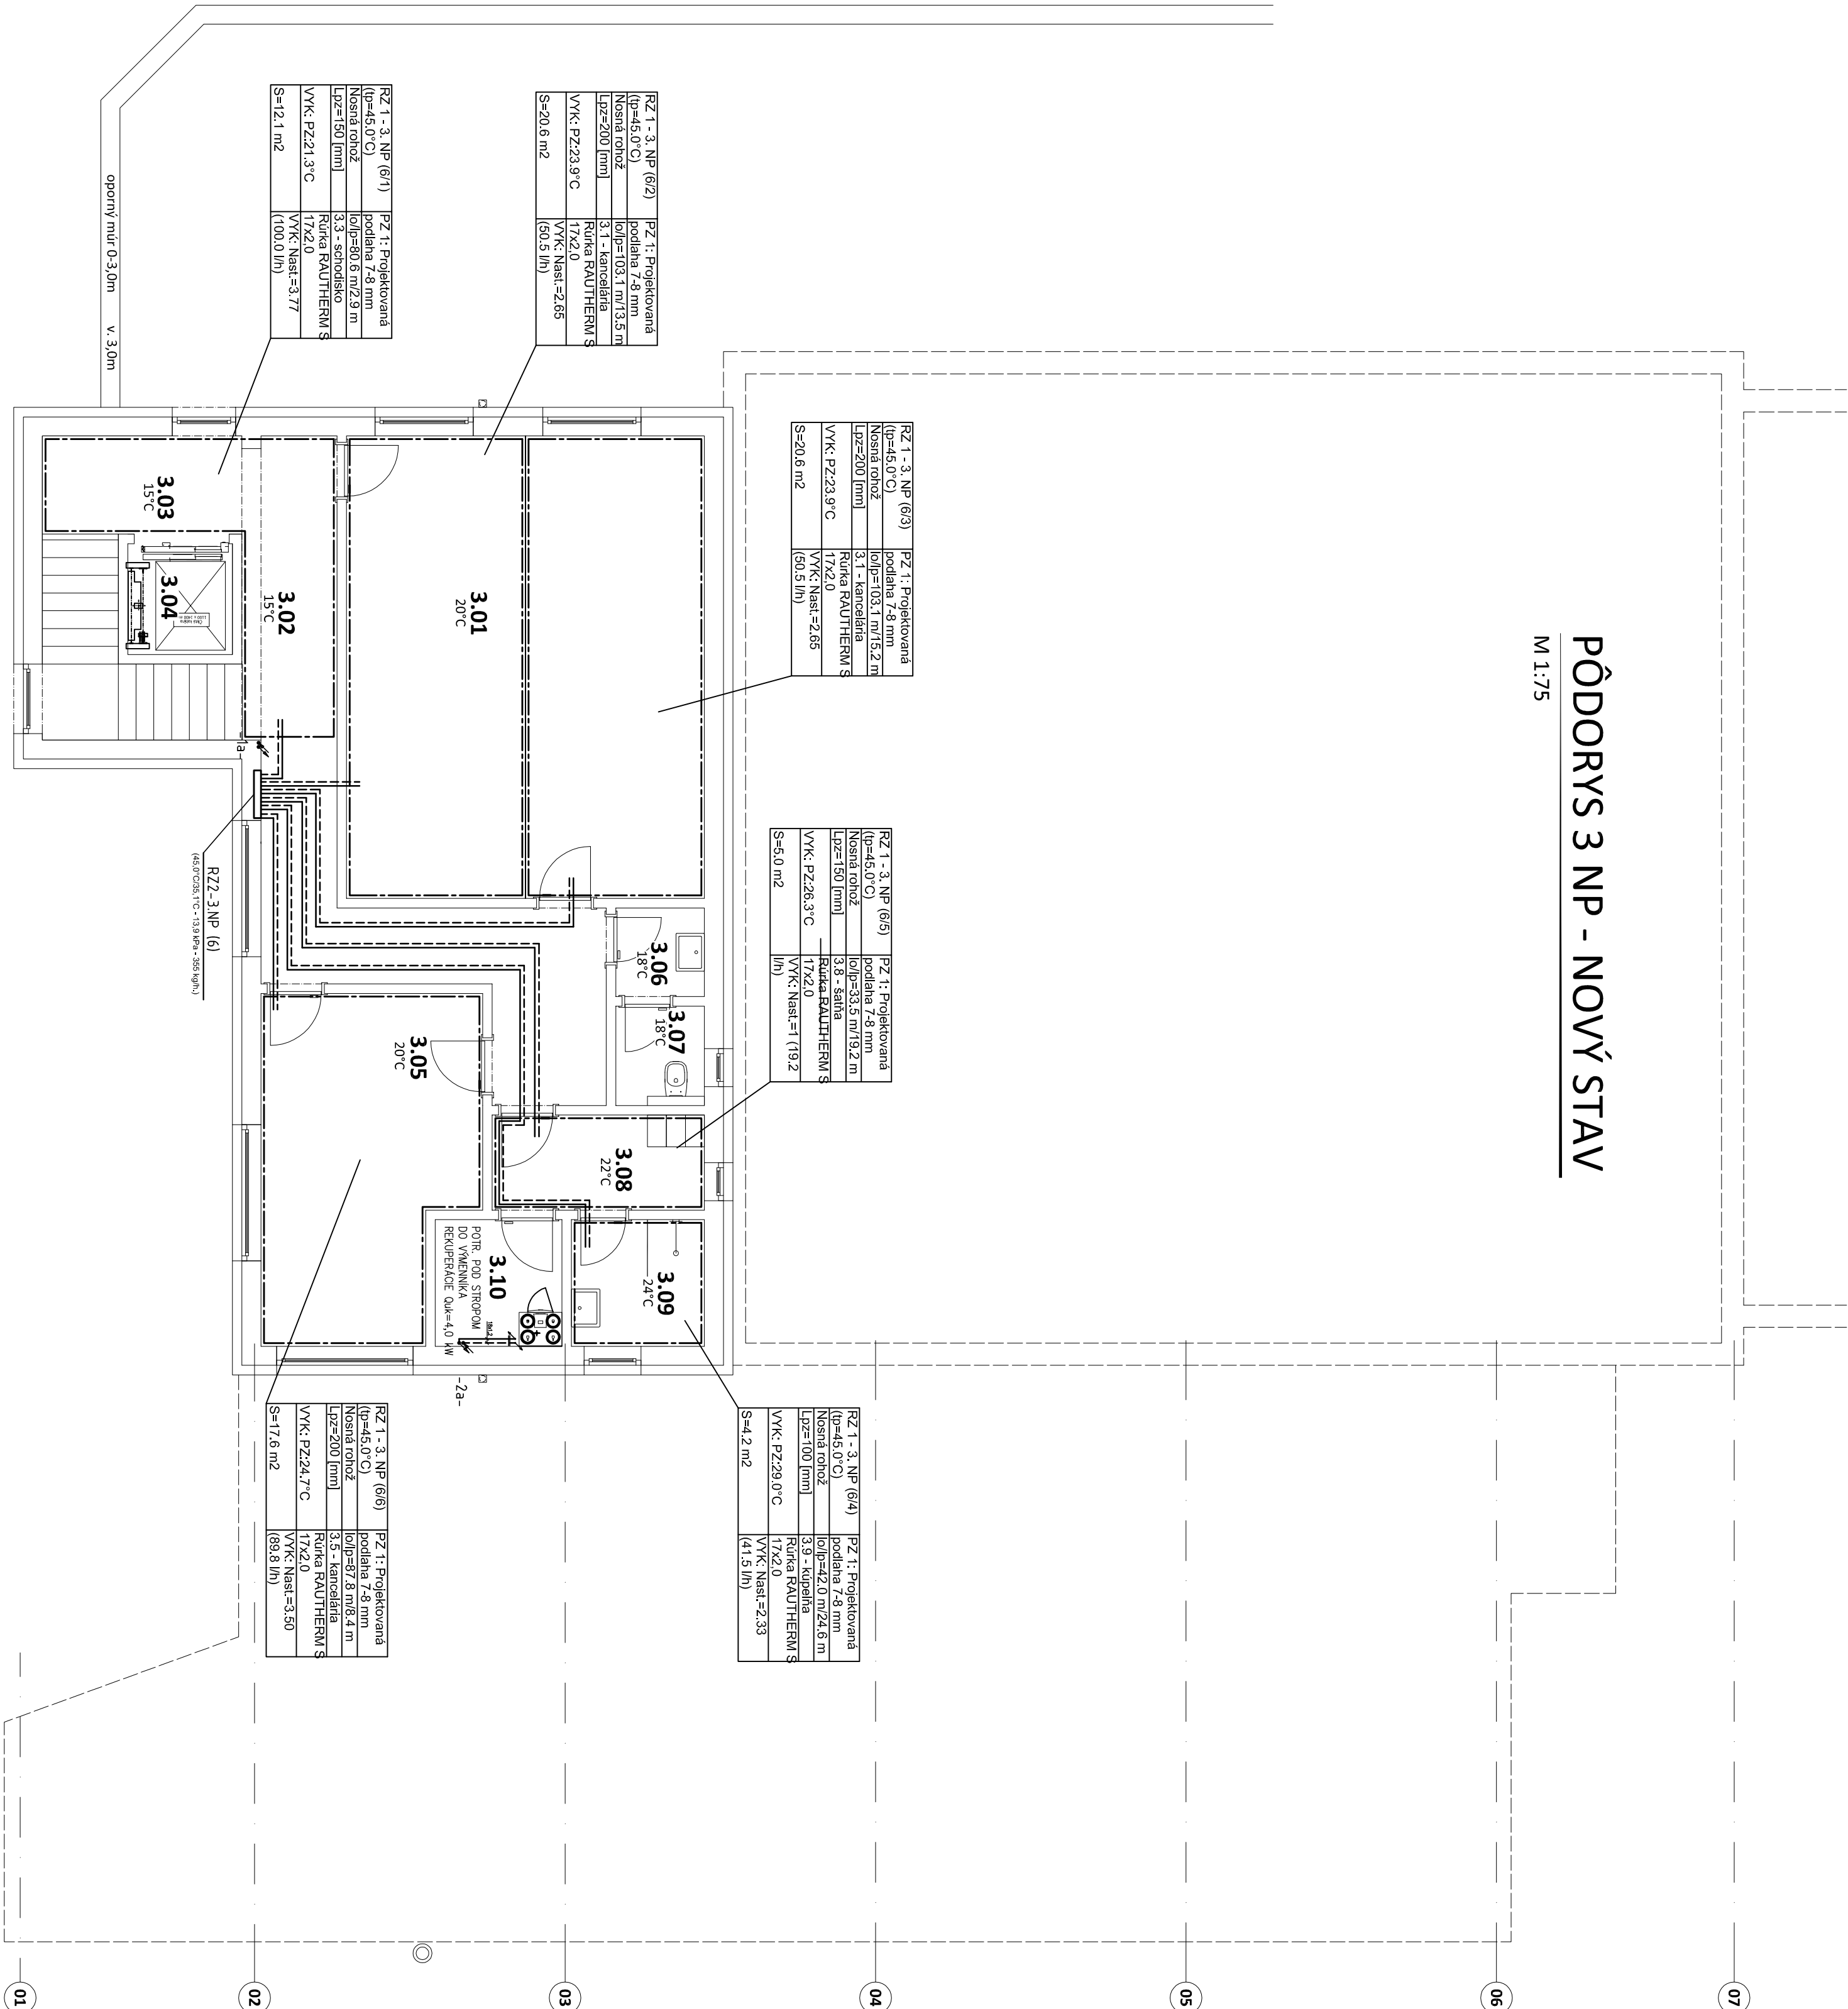 PÔDORYS 3 NP - NOVÝ STAV
M 1:75
RZ 1 - 3. NP (6/3)
(tp=45.0°C)
PZ 1: Projektovaná
podlaha 7-8 mm
Nosná rohož
lo/lp=103.1 m/15.2 m
Lpz=200 [mm]
3.1 - kancelária
VYK: PZ:23.9°C
Rúrka RAUTHERM S
17x2,0
S=20.6 m2
VYK: Nast.=2.65
(50.5 l/h)
RZ 1 - 3. NP (6/5)
(tp=45.0°C)
PZ 1: Projektovaná
podlaha 7-8 mm
Nosná rohož
lo/lp=33.5 m/19.2 m
Lpz=150 [mm]
3.8 - šatňa
VYK: PZ:26.3°C
Rúrka RAUTHERM S
17x2,0
S=5.0 m2
VYK: Nast.=1 (19.2
l/h)
RZ 1 - 3. NP (6/4)
(tp=45.0°C)
PZ 1: Projektovaná
podlaha 7-8 mm
Nosná rohož
lo/lp=42.0 m/24.6 m
Lpz=100 [mm]
3.9 - kúpeľňa
VYK: PZ:29.0°C
Rúrka RAUTHERM S
17x2,0
S=4.2 m2
VYK: Nast.=2.33
(41.5 l/h)
RZ 1 - 3. NP (6/2)
(tp=45.0°C)
PZ 1: Projektovaná
podlaha 7-8 mm
Nosná rohož
lo/lp=103.1 m/13.5 m
Lpz=200 [mm]
3.1 - kancelária
VYK: PZ:23.9°C
Rúrka RAUTHERM S
17x2,0
S=20.6 m2
VYK: Nast.=2.65
(50.5 l/h)
RZ 1 - 3. NP (6/1)
(tp=45.0°C)
PZ 1: Projektovaná
podlaha 7-8 mm
Nosná rohož
lo/lp=80.6 m/2.9 m
Lpz=150 [mm]
3.3 - schodisko
VYK: PZ:21.3°C
Rúrka RAUTHERM S
17x2,0
S=12.1 m2
VYK: Nast.=3.77
(100.0 l/h)
RZ 1 - 3. NP (6/6)
(tp=45.0°C)
PZ 1: Projektovaná
podlaha 7-8 mm
Nosná rohož
lo/lp=87.8 m/8.4 m
Lpz=200 [mm]
3.5 - kancelária
VYK: PZ:24.7°C
Rúrka RAUTHERM S
17x2,0
S=17.6 m2
VYK: Nast.=3.50
(89.8 l/h)
oporný múr 0-3,0m v. 3,0m
3.07
18°C
3.06
18°C
3.09
24°C
3.08
22°C
3.10
POTR. POD STROPOM
DO VÝMENNÍKA
REKUPERÁCIE Quk=4,0 kW
3.01
20°C
3.05
20°C
3.02
15°C
3.03
15°C
3.04
1a
-2a-
RZ2-3.NP (6)
(45,0°C/35,1°C - 13,9 kPa - 355 kg/h.)
07
06
05
04
03
02
01